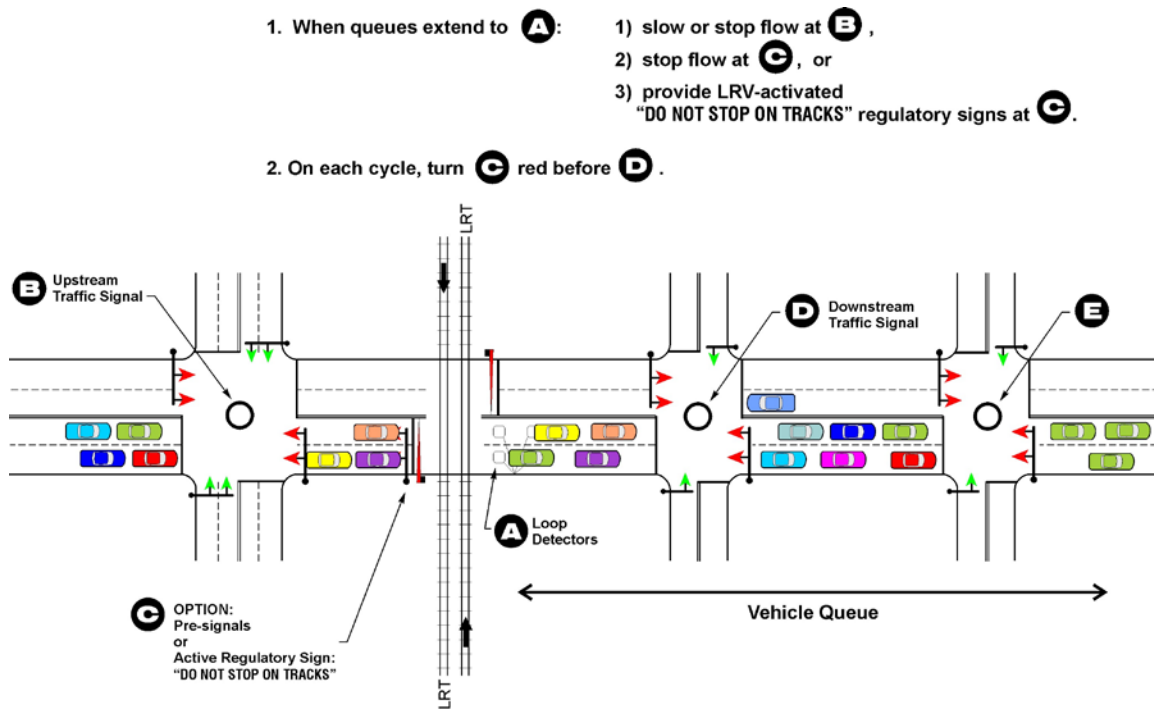 1. When queues extend to A:
1) slow or stop flow at B,
2) stop flow at C, or
3) provide LRV-activated
"DO NOT STOP ON TRACKS" regulatory signs at C.
2. On each cycle, turn C red before D.
LRT
LRT
B Upstream
Traffic Signal
D Downstream
Traffic Signal
E
A Loop
Detectors
C OPTION:
Pre-signals
or
Active Regulatory Sign:
"DO NOT STOP ON TRACKS"
Vehicle Queue